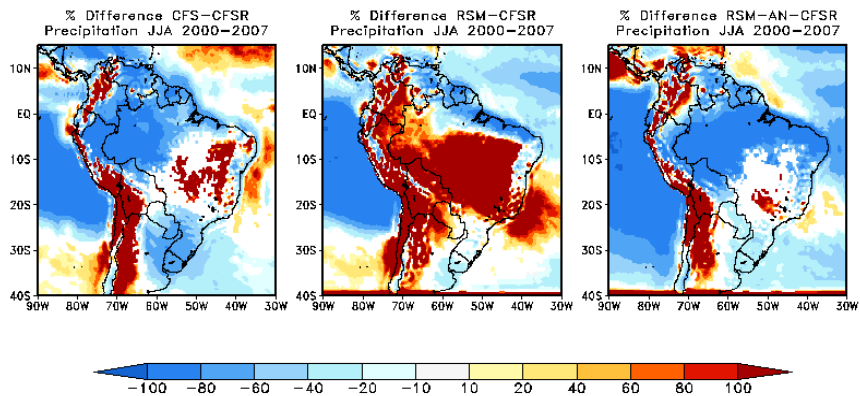 % Difference CFS-CFSR
Precipitation JJA 2000-2007
% Difference RSM-CFSR
Precipitation JJA 2000-2007
% Difference RSM-AN-CFSR
Precipitation JJA 2000-2007
10N
EQ
10S
20S
30S
40S
90W 80W 70W 60W 50W 40W 30W
10N
EQ
10S
20S
30S
40S
90W 80W 70W 60W 50W 40W 30W
10N
EQ
10S
20S
30S
40S
90W 80W 70W 60W 50W 40W 30W
-100 -80 -60 -40 -20 -10 10 20 40 60 80 100